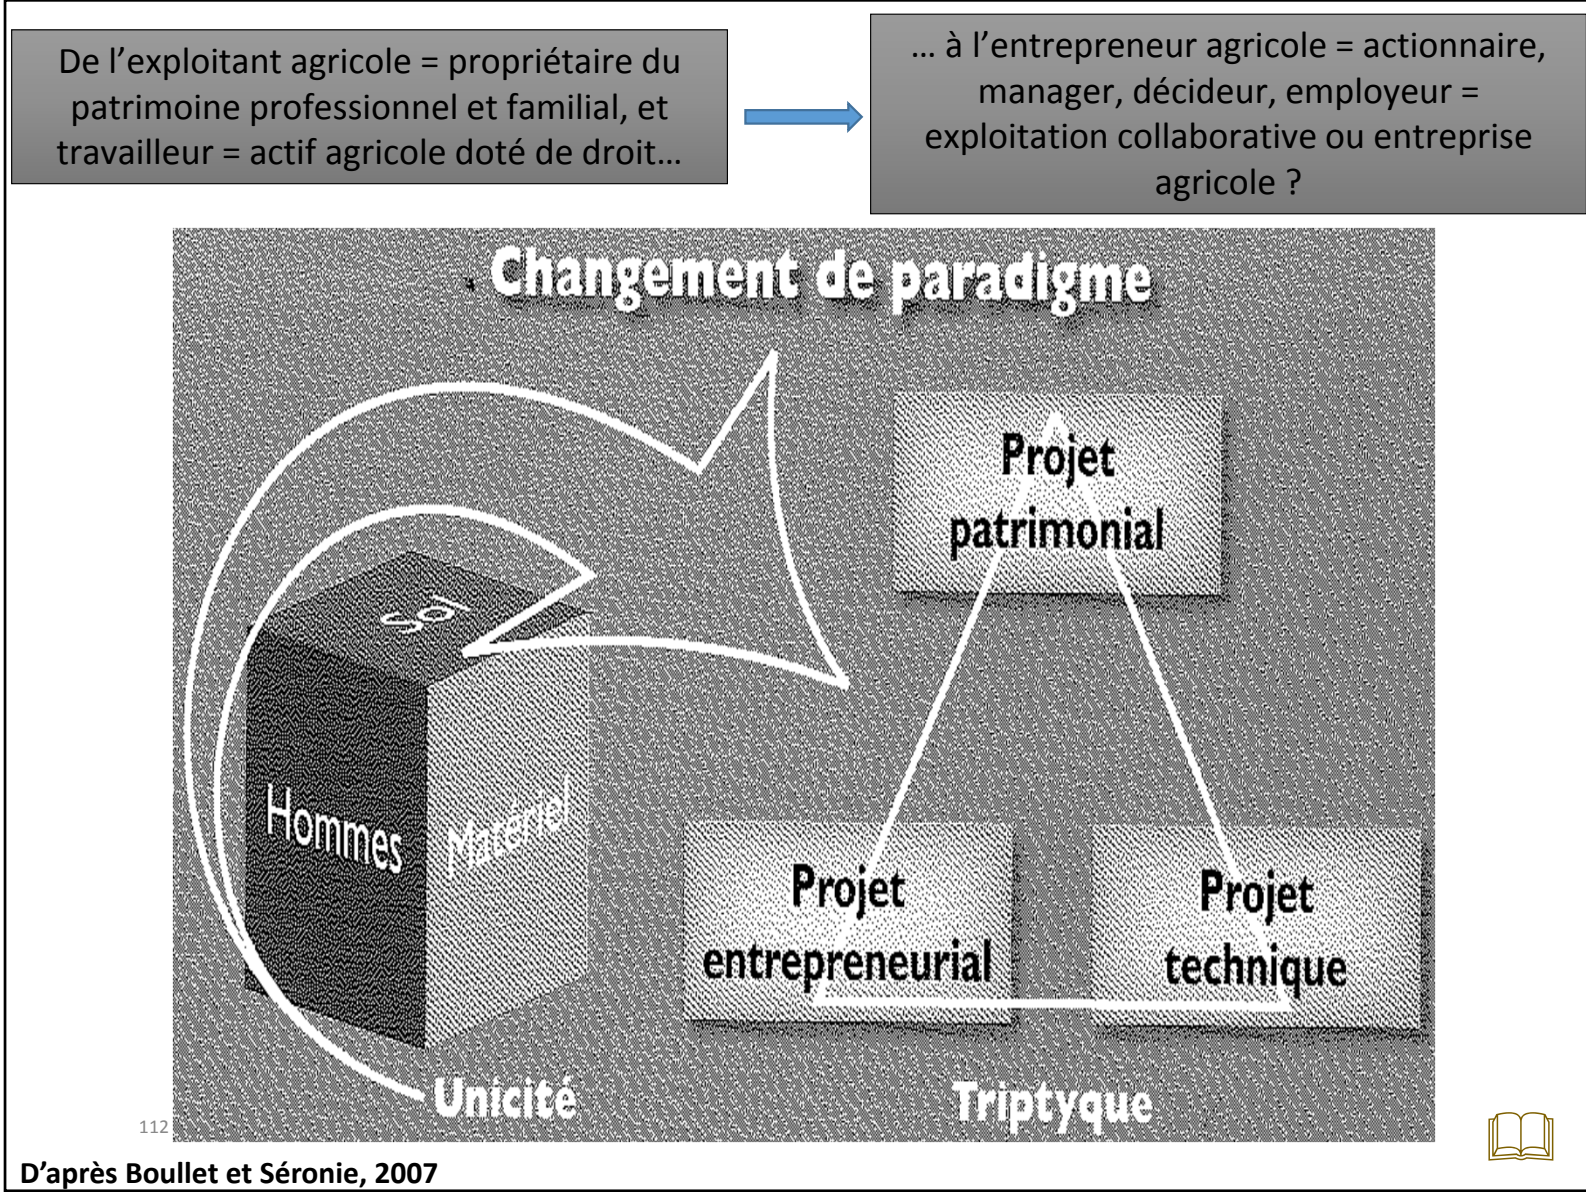 De l’exploitant agricole = propriétaire du
patrimoine professionnel et familial, et
travailleur = actif agricole doté de droit…
… à l’entrepreneur agricole = actionnaire,
manager, décideur, employeur =
exploitation collaborative ou entreprise
agricole ?
Changement de paradigme
Projet
patrimonial
Sol
Hommes
Matériel
Projet
entrepreneurial
Projet
technique
Unicité
Triptyque
112
D’après Boullet et Séronie, 2007